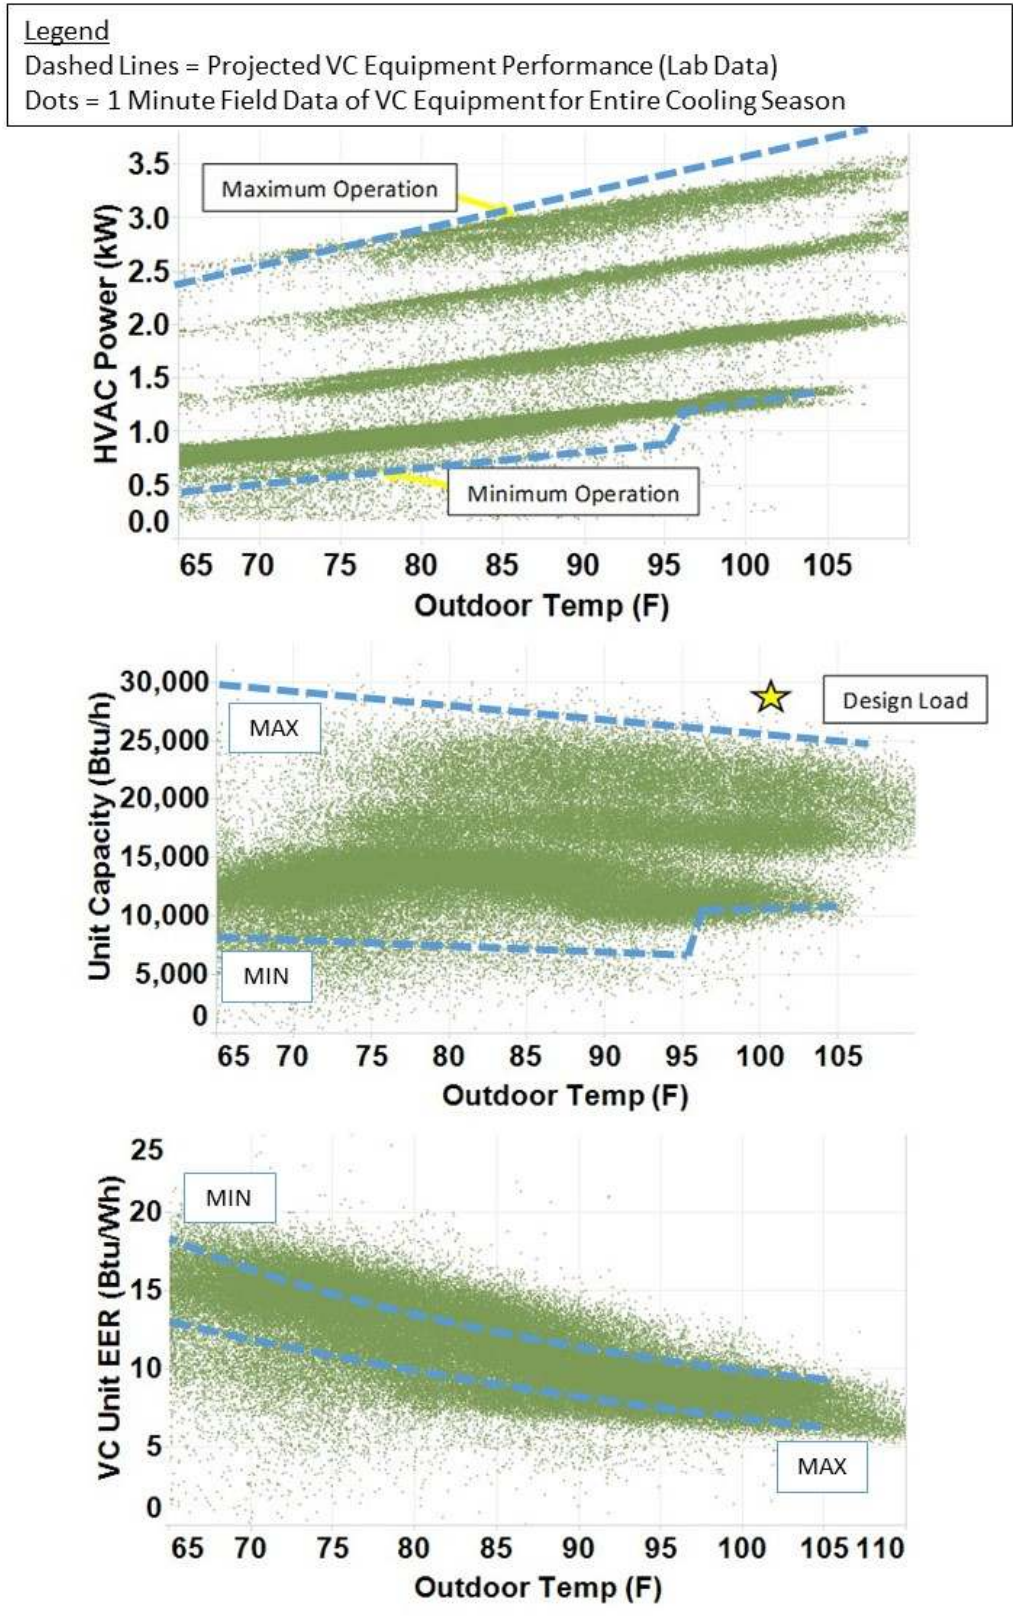 Legend
Dashed Lines = Projected VC Equipment Performance (Lab Data)
Dots = 1 Minute Field Data of VC Equipment for Entire Cooling Season
HVAC Power (kW)
3.5
3.0
2.5
2.0
1.5
1.0
0.5
0.0
Maximum Operation
Minimum Operation
65 70 75 80 85 90 95 100 105
Outdoor Temp (F)
Unit Capacity (Btu/h)
30,000
25,000
20,000
15,000
10,000
5,000
0
MAX
Design Load
MIN
65 70 75 80 85 90 95 100 105
Outdoor Temp (F)
VC Unit EER (Btu/Wh)
25
20
15
10
5
0
MIN
MAX
65 70 75 80 85 90 95 100 105 110
Outdoor Temp (F)